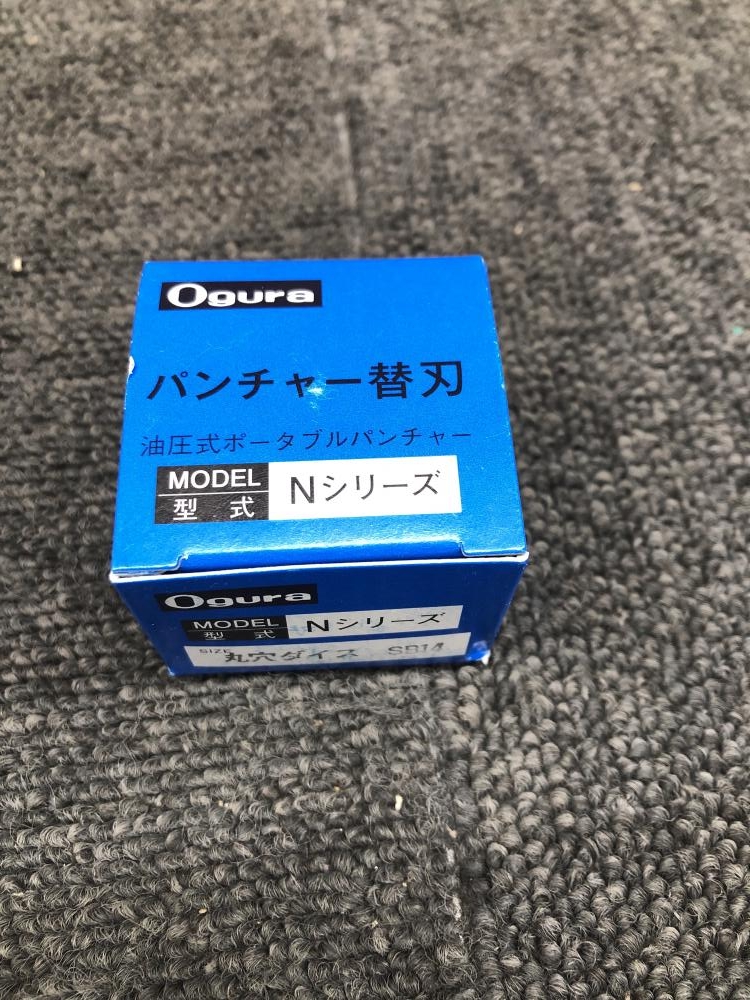 Ogura
パンチャー替刃
油圧式ポータブルパンチャー
MODEL
型 式 Nシリーズ
Ogura
MODEL
型 式 Nシリーズ
SIZE 丸穴ダイス SB14